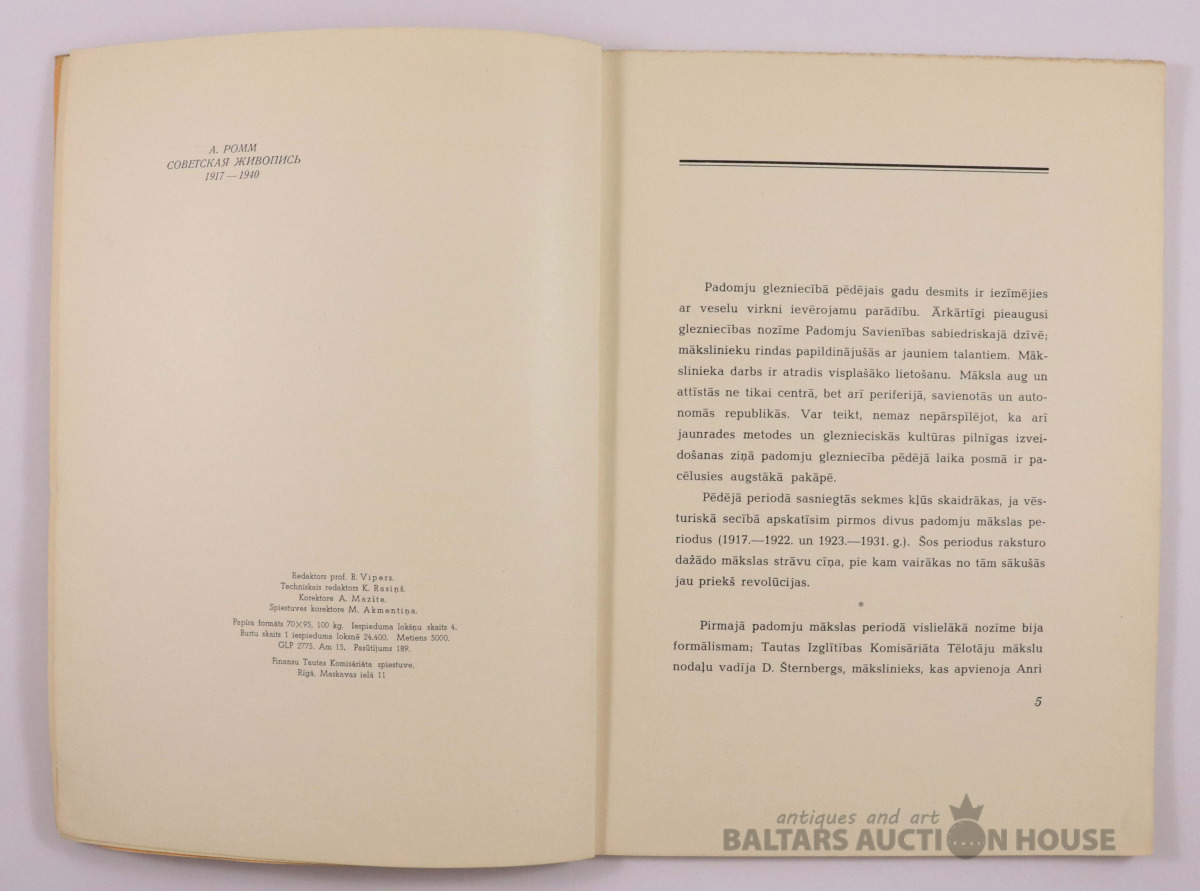 А. РОММ
СОВЕТСКАЯ ЖИВОПИСЬ
1917 — 1940
Redaktors prof. B. Vipers.
Techniskais redaktors K. Rasiņš.
Korektore A. Mazīte.
Spiestuves korektore M. Akmentiņa.
Papīra formāts 70×95, 100 kg. Iespieduma lokšņu skaits 4.
Burtu skaits 1 iespieduma loksnē 24,400. Metiens 5000.
GLP 2775. Am 15. Pasūtījums 189.
Finansu Tautas Komisāriāta spiestuve,
Rīgā, Maskavas ielā 11
Padomju glezniecībā pēdējais gadu desmits ir iezīmējies
ar veselu virkni ievērojamu parādību. Ārkārtīgi pieaugusi
glezniecības nozīme Padomju Savienības sabiedriskajā dzīvē;
mākslinieku rindas papildinājušās ar jauniem talantiem. Māk-
slinieka darbs ir atradis visplašāko lietošanu. Māksla aug un
attīstās ne tikai centrā, bet arī periferijā, savienotās un auto-
nomās republikās. Var teikt, nemaz nepārspīlējot, ka arī
jaunrades metodes un glezniecīskās kultūras pilnīgas izvei-
došanas ziņā padomju glezniecība pēdējā laika posmā ir pa-
cēlusies augstākā pakāpē.
Pēdējā periodā sasniegtās sekmes kļūs skaidrākas, ja vēs-
turiskā secībā apskatīsim pirmos divus padomju mākslas pe-
riodus (1917.—1922. un 1923.—1931. g.). Šos periodus raksturo
dažādo mākslas strāvu cīņa, pie kam vairākas no tām sākušās
jau priekš revolūcijas.
*
Pirmajā padomju mākslas periodā vislielākā nozīme bija
formālismam; Tautas Izglītības Komisāriāta Tēlotāju mākslu
nodaļu vadīja D. Šternbergs, mākslinieks, kas apvienoja Anri
5
antiques and art
BALTARS AUCTION HOUSE